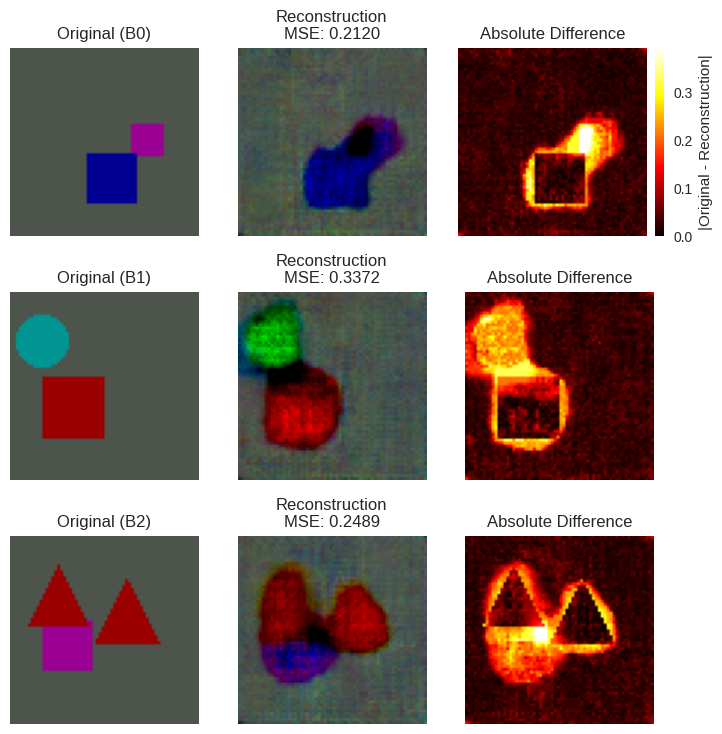 Original (B0)
Reconstruction
MSE: 0.2120
Absolute Difference
0.3
0.2
0.1
0.0
|Original - Reconstruction|
Original (B1)
Reconstruction
MSE: 0.3372
Absolute Difference
Original (B2)
Reconstruction
MSE: 0.2489
Absolute Difference